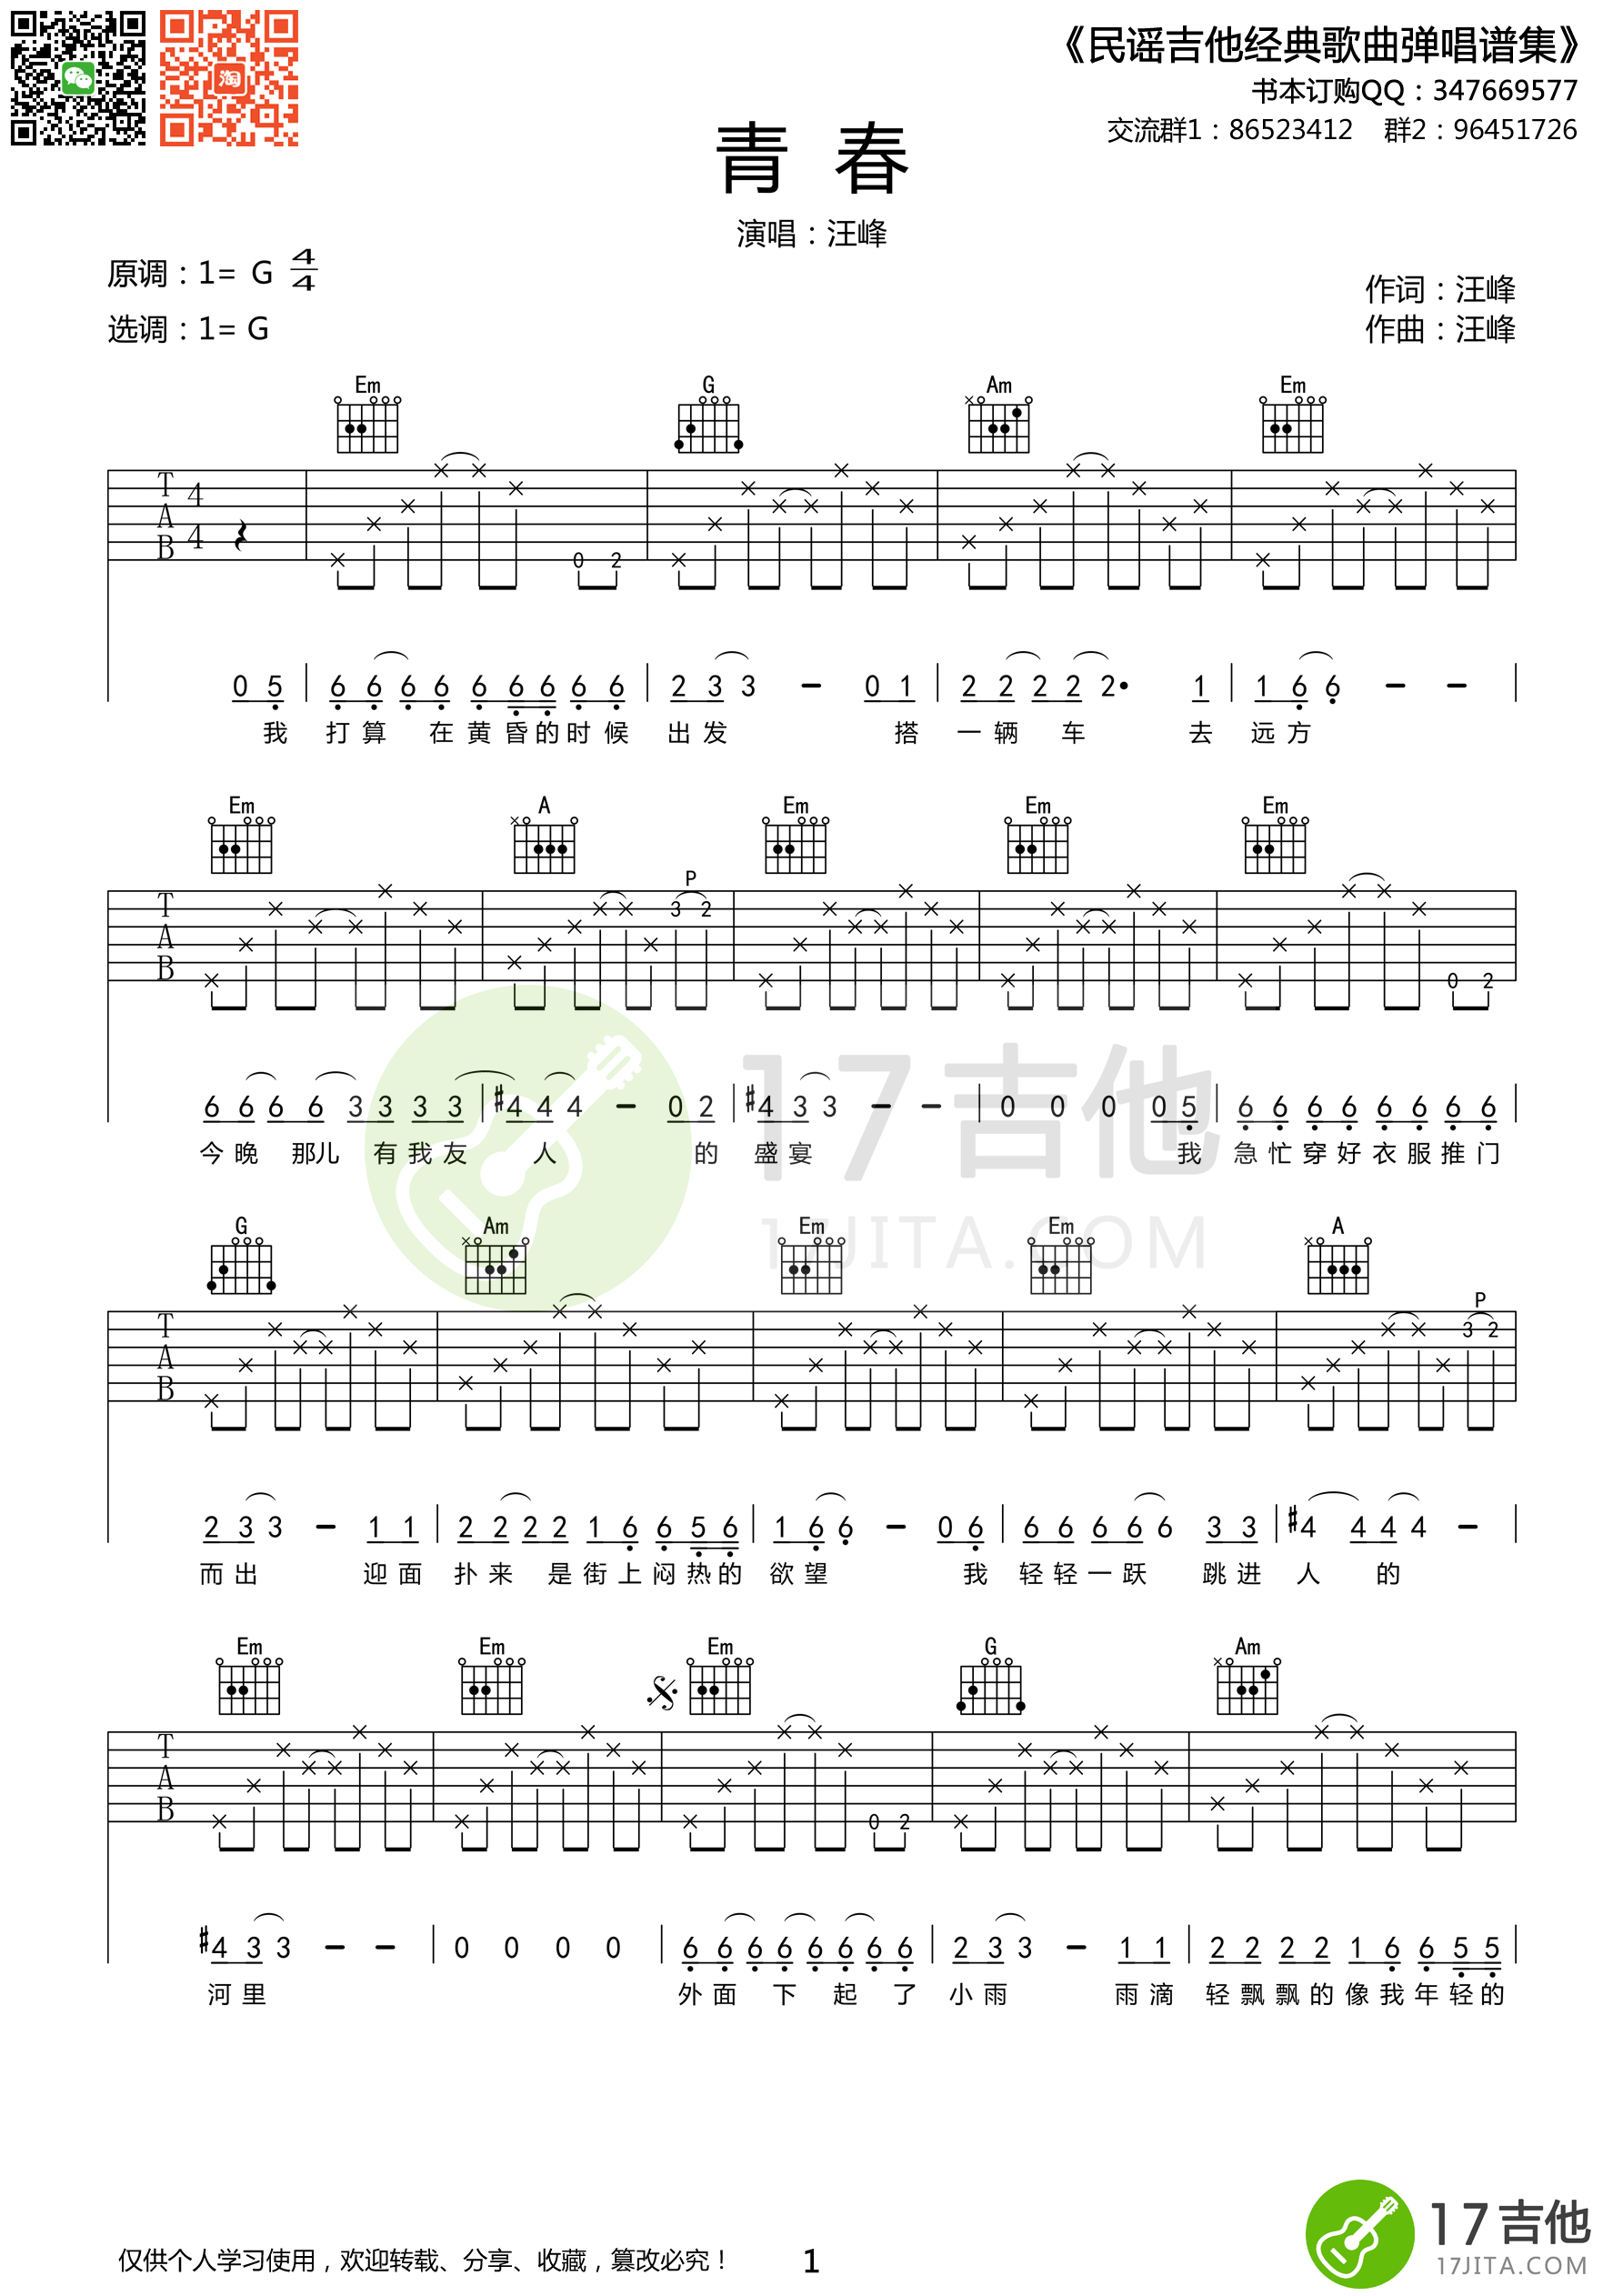 《民谣吉他经典歌曲弹唱谱集》
书本订购QQ：347669577
交流群1：86523412 群2：96451726
青 春
演唱：汪峰
原调：1= G 4/4
选调：1= G
作词：汪峰
作曲：汪峰
Em G Am Em
T A B 4 4 0 2
0 5 6 6 6 6 6 6 6 6 6 2 3 3 - 0 1 2 2 2 2 2• 1 1 6 6 - -
我 打 算 在 黄 昏 的 时 候 出 发 搭 一 辆 车 去 远 方
Em A Em Em Em
P
T A B 3 2 0 2
6 6 6 6 3 3 3 3 #4 4 4 - 0 2 #4 3 3 - - 0 0 0 0 5 6 6 6 6 6 6 6 6
今 晚 那 儿 有 我 友 人 的 盛 宴 我 急 忙 穿 好 衣 服 推 门
G Am Em Em A
P
T A B 3 2
2 3 3 - 1 1 2 2 2 2 1 6 6 5 6 1 6 6 - 0 6 6 6 6 6 6 3 3 #4 4 4 4 -
而 出 迎 面 扑 来 是 街 上 闷 热 的 欲 望 我 轻 轻 一 跃 跳 进 人 的
Em Em Em G Am
T A B 0 2
#4 3 3 - - 0 0 0 0 6 6 6 6 6 6 6 6 2 3 3 - 1 1 2 2 2 2 1 6 6 5 5
河 里 外 面 下 起 了 小 雨 雨 滴 轻 飘 飘 的 像 我 年 轻 的
17吉他
17JITA.COM
仅供个人学习使用，欢迎转载、分享、收藏，篡改必究！ 1
17吉他
17JITA.COM